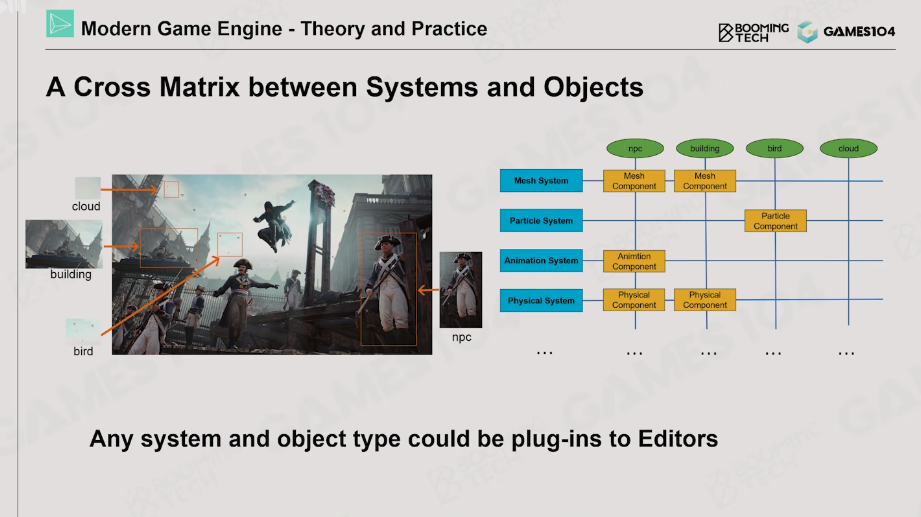 Modern Game Engine - Theory and Practice
BOOMING
TECH
GAMES104
A Cross Matrix between Systems and Objects
cloud
building
bird
npc
npc
building
bird
cloud
Mesh System
Mesh
Component
Mesh
Component
Particle System
Particle
Component
Animation System
Animtion
Component
Physical System
Physical
Component
Physical
Component
...
...
...
...
...
Any system and object type could be plug-ins to Editors